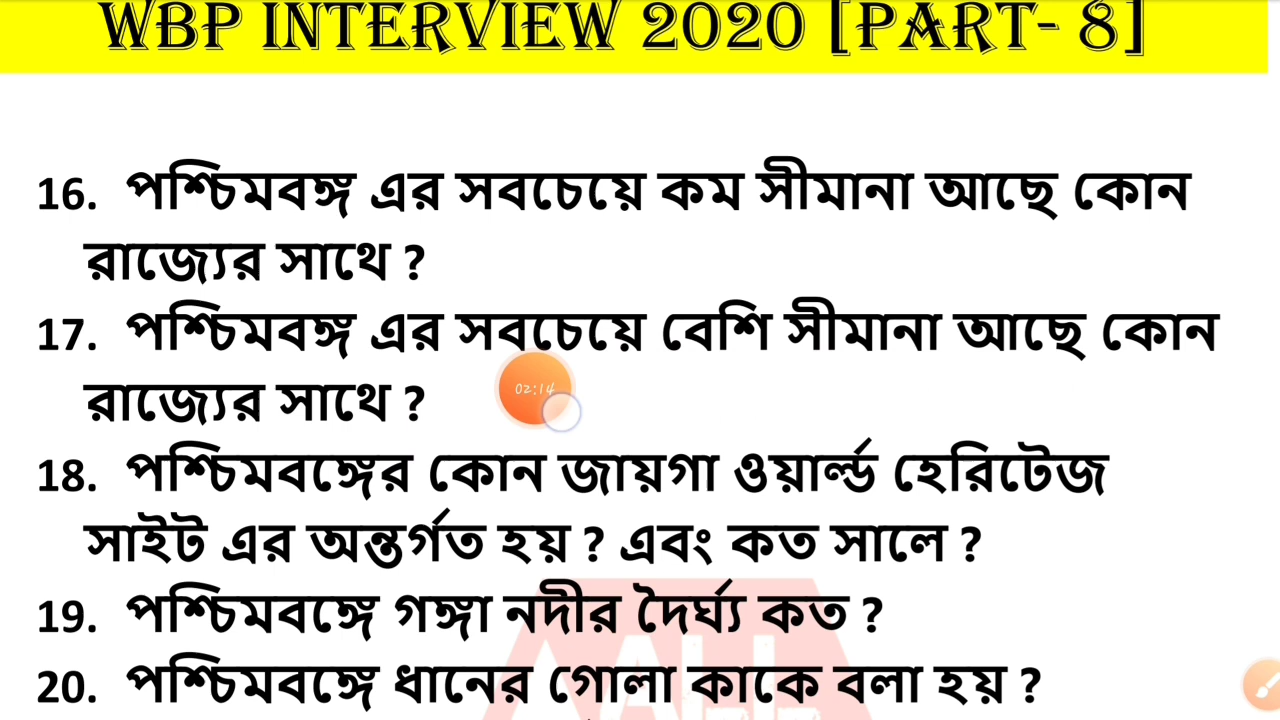 WBP INTERVIEW 2020 [PART- 8]
16. পশ্চিমবঙ্গ এর সবচেয়ে কম সীমানা আছে কোন
রাজ্যের সাথে ?
17. পশ্চিমবঙ্গ এর সবচেয়ে বেশি সীমানা আছে কোন
রাজ্যের সাথে ?
02:14
18. পশ্চিমবঙ্গের কোন জায়গা ওয়ার্ল্ড হেরিটেজ
সাইট এর অন্তর্গত হয় ? এবং কত সালে ?
19. পশ্চিমবঙ্গে গঙ্গা নদীর দৈর্ঘ্য কত ?
20. পশ্চিমবঙ্গে ধানের গোলা কাকে বলা হয় ?